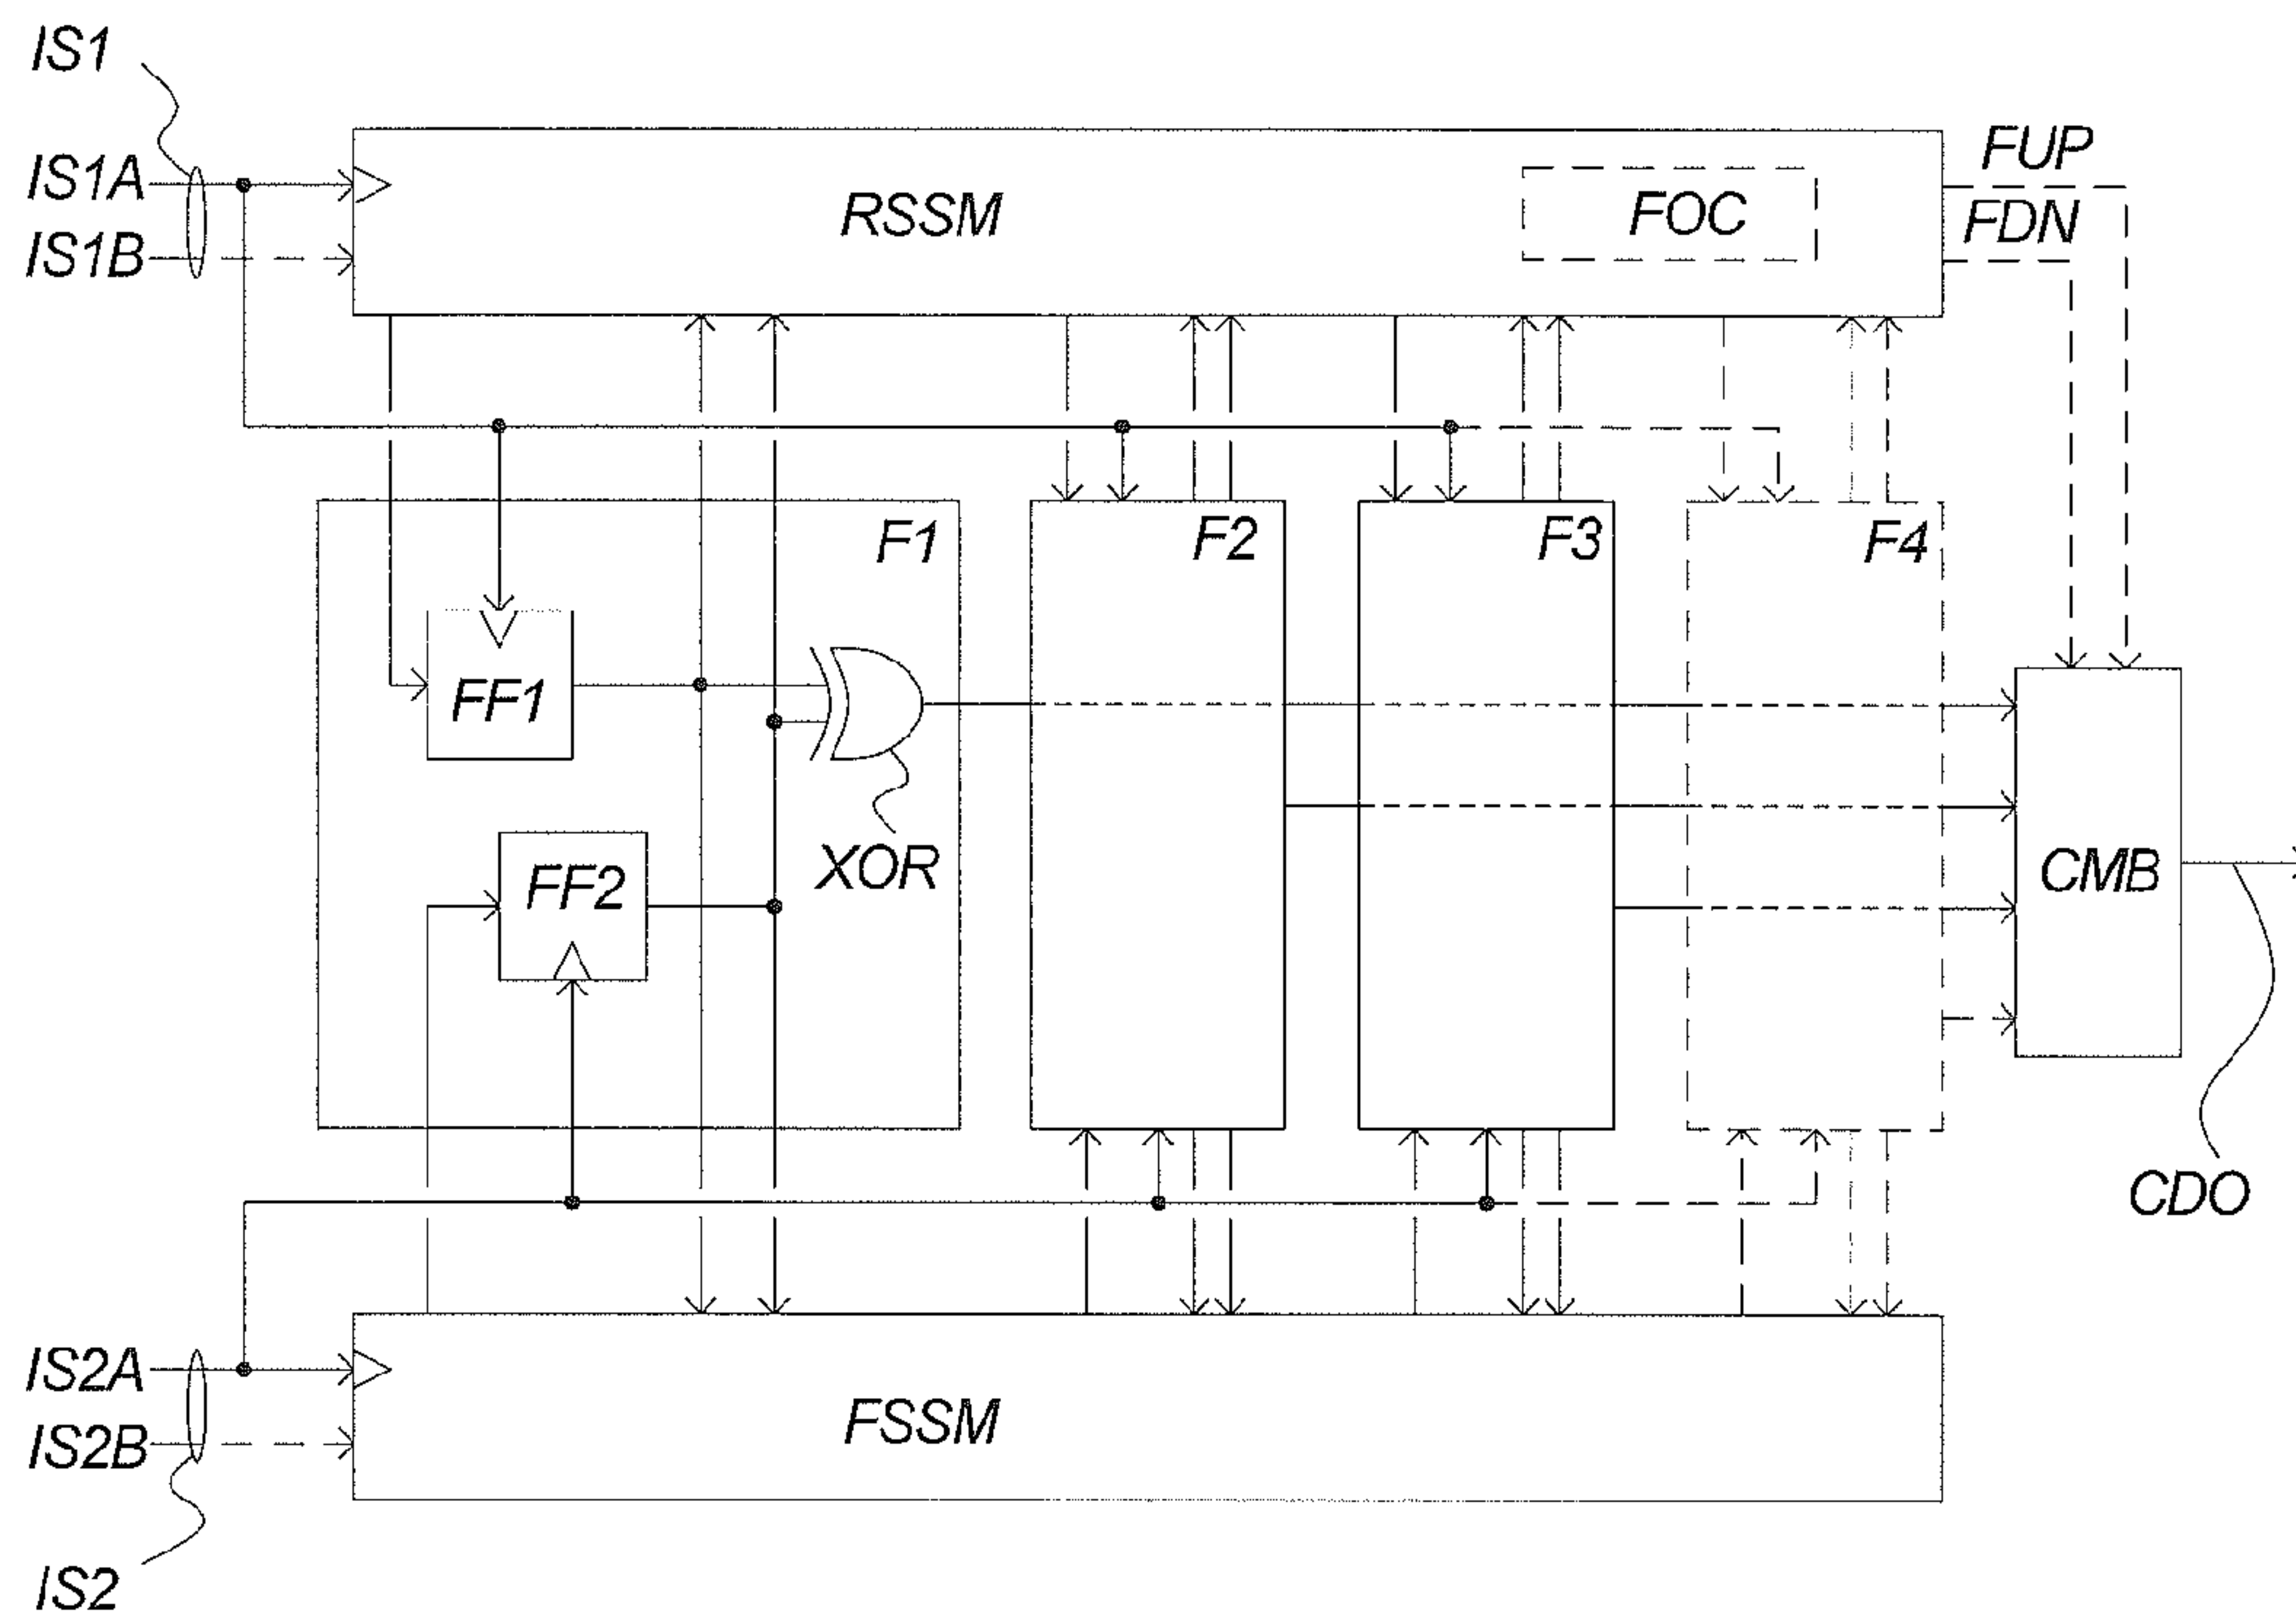 IS1
IS1A
IS1B
RSSM
FOC
FUP
FDN
F1
F2
F3
F4
FF1
XOR
FF2
CMB
CDO
IS2A
IS2B
FSSM
IS2